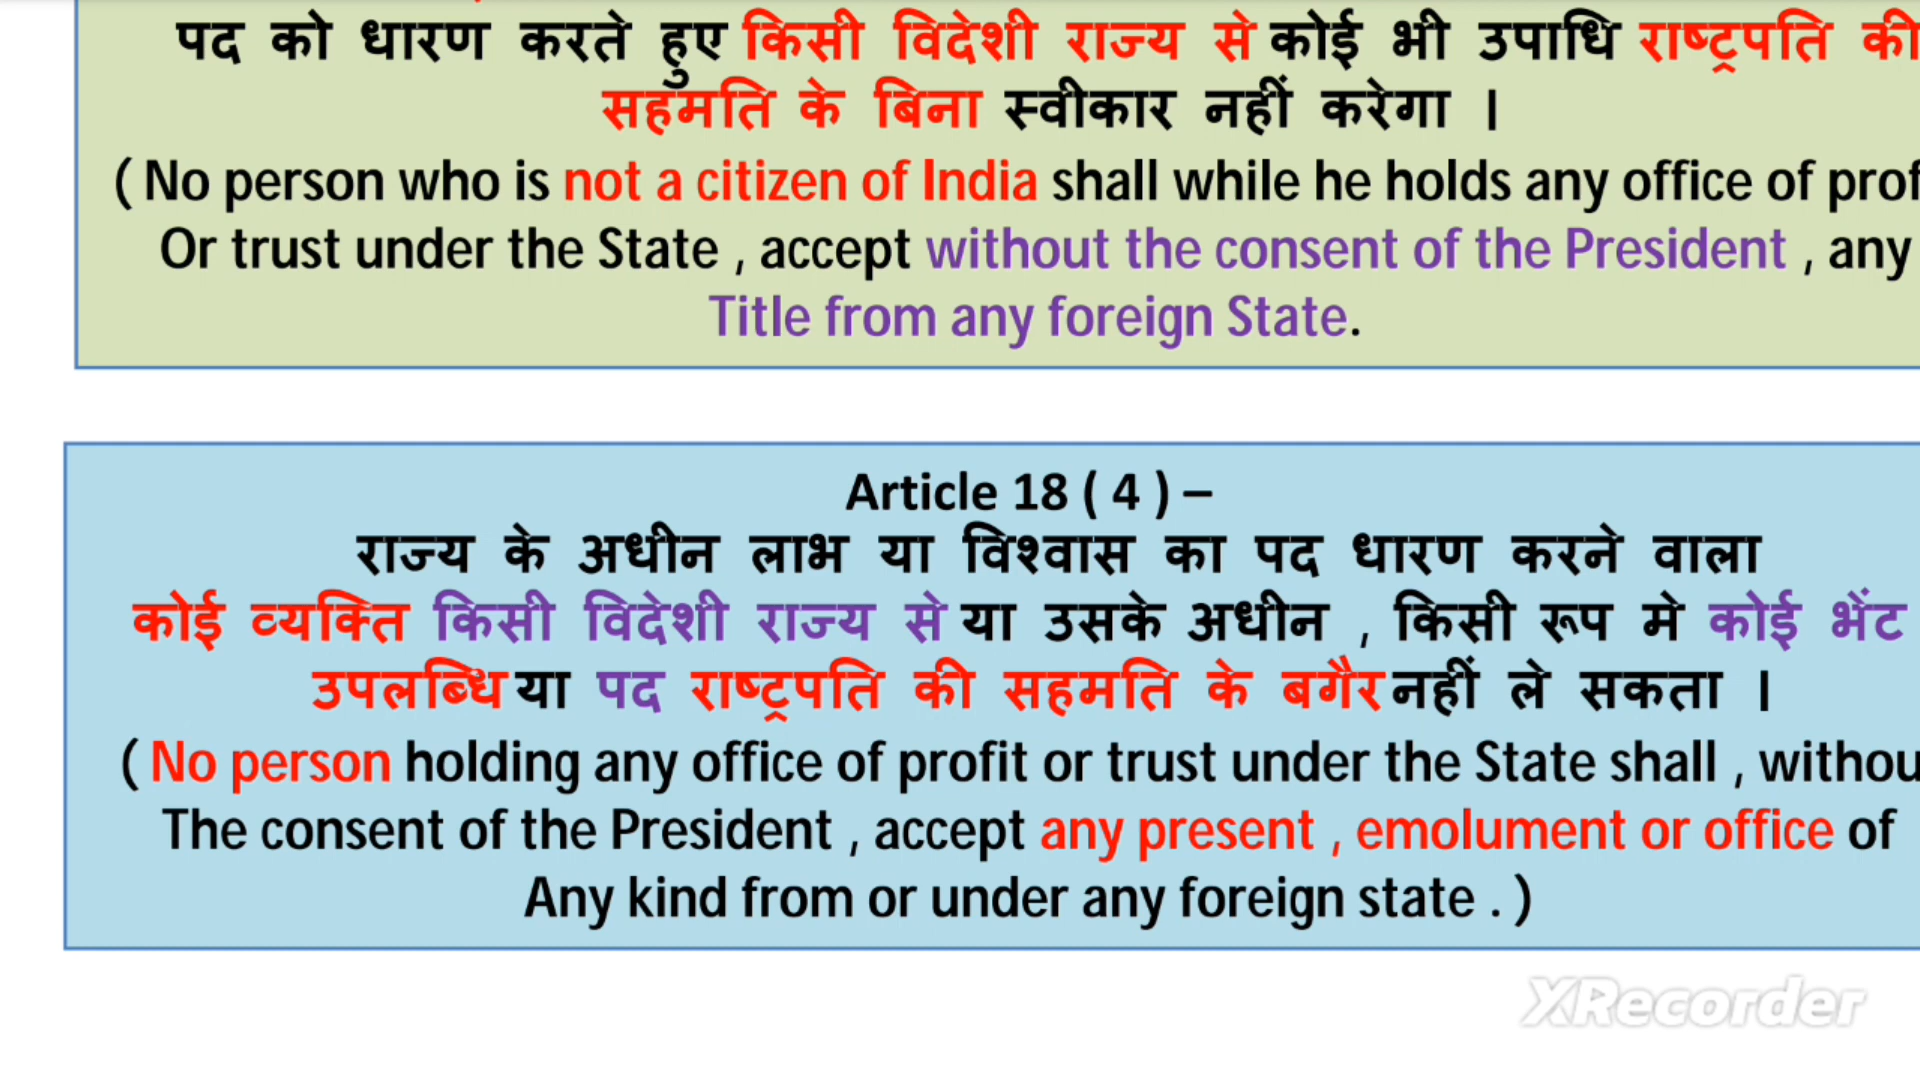 पद को धारण करते हुए किसी विदेशी राज्य से कोई भी उपाधि राष्ट्रपति की
सहमति के बिना स्वीकार नहीं करेगा ।
( No person who is not a citizen of India shall while he holds any office of prof
Or trust under the State , accept without the consent of the President , any
Title from any foreign State.
Article 18 ( 4 ) –
राज्य के अधीन लाभ या विश्वास का पद धारण करने वाला
कोई व्यक्ति किसी विदेशी राज्य से या उसके अधीन , किसी रूप मे कोई भेंट
उपलब्धि या पद राष्ट्रपति की सहमति के बगैर नहीं ले सकता ।
( No person holding any office of profit or trust under the State shall , withou
The consent of the President , accept any present , emolument or office of
Any kind from or under any foreign state . )
XRecorder